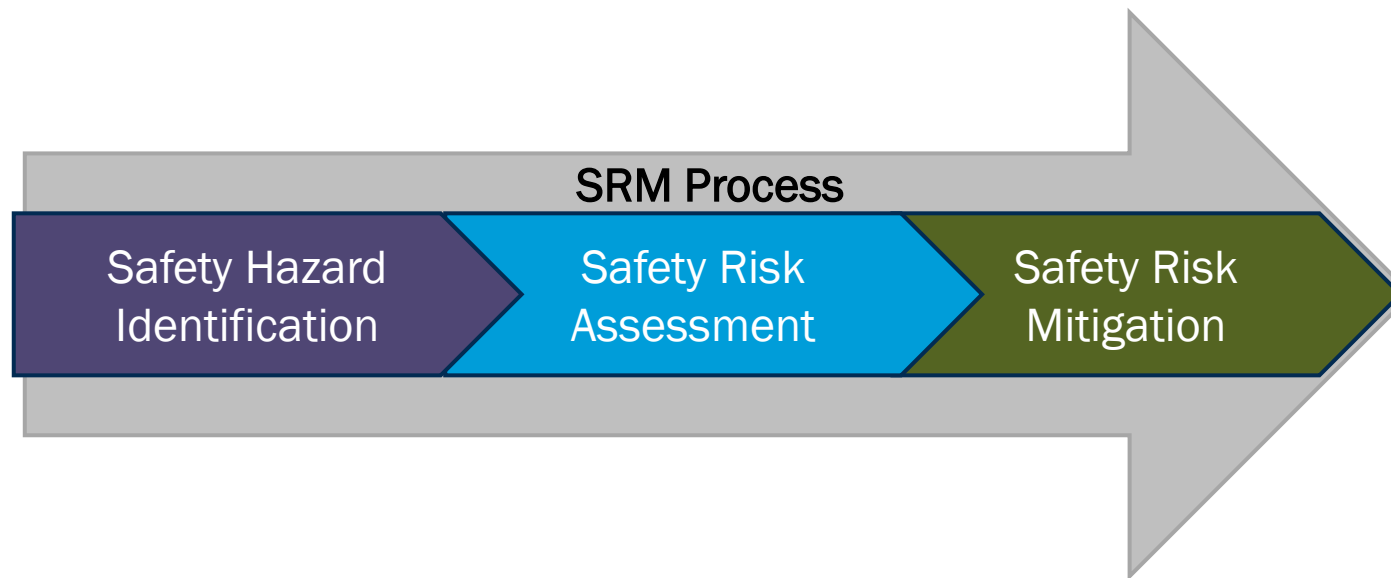 SRM Process
Safety Hazard
Identification
Safety Risk
Assessment
Safety Risk
Mitigation